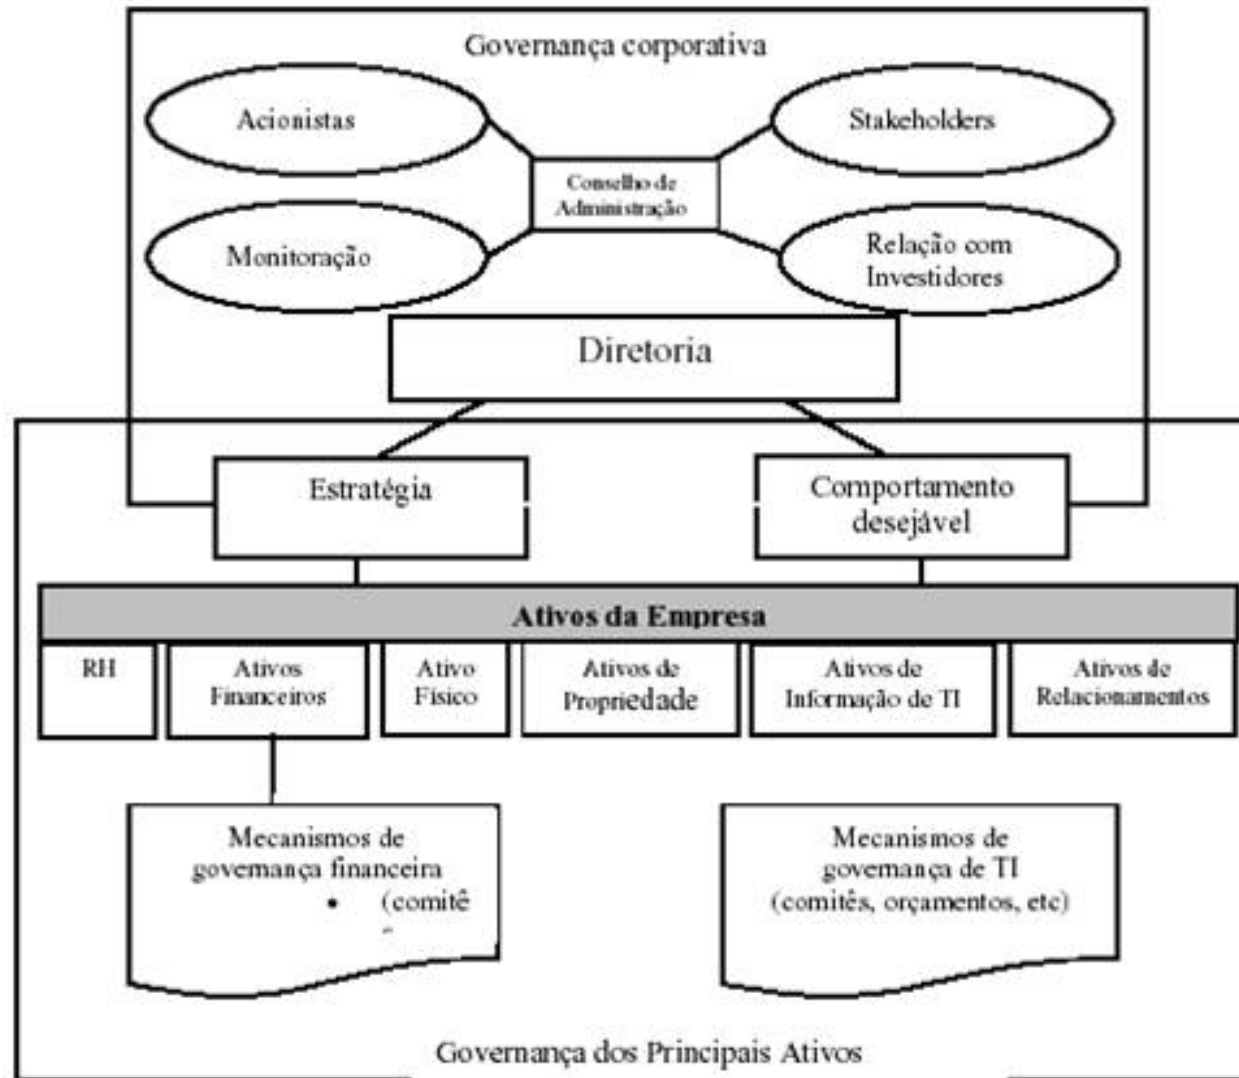 Governança corporativa
Acionistas
Stakeholders
Conselho de
Administração
Monitoração
Relação com
Investidores
Diretoria
Estratégia
Comportamento
desejável
Ativos da Empresa
RH
Ativos
Financeiros
Ativo
Físico
Ativos de
Propriedade
Ativos de
Informação de TI
Ativos de
Relacionamentos
Mecanismos de
governança financeira
• (comitê
Mecanismos de
governança de TI
(comitês, orçamentos, etc)
Governança dos Principais Ativos